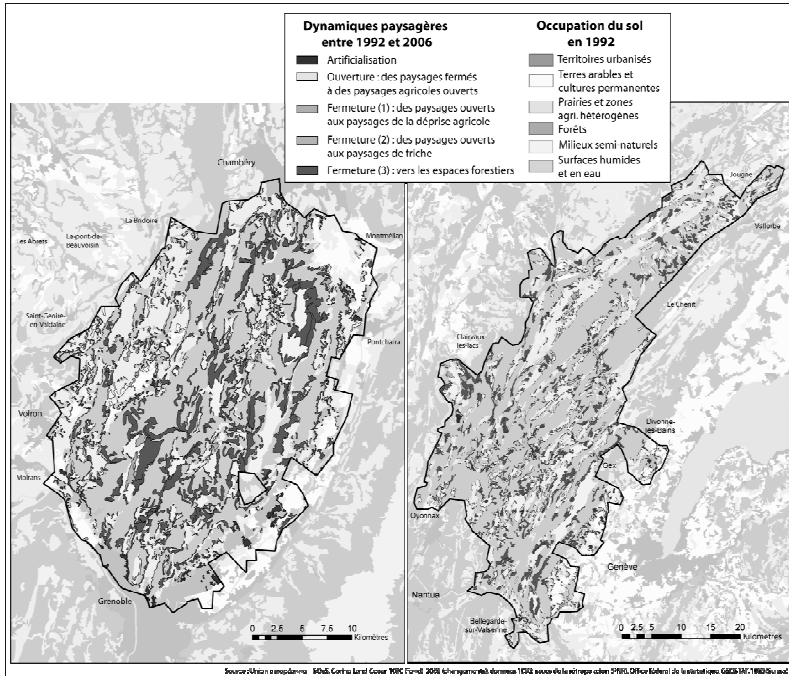 Dynamiques paysagères
entre 1992 et 2006
Artificialisation
Ouverture : des paysages fermés
à des paysages agricoles ouverts
Fermeture (1) : des paysages ouverts
aux paysages de la déprise agricole
Fermeture (2) : des paysages ouverts
aux paysages de friche
Fermeture (3) : vers les espaces forestiers
Occupation du sol
en 1992
Territoires urbanisés
Terres arables et
cultures permanentes
Prairies et zones
agri. hétérogènes
Forêts
Milieux semi-naturels
Surfaces humides
et en eau
Chambéry
La Bridoire
La-pont-de-
Beauvoisin
Les Abrets
Montmélian
Saint-Geoire-
en-Valdaine
Pontcharra
Voiron
Moirans
Grenoble
0 2.5 5 7.5 10
Kilomètres
Jougne
Vallorbe
Le Chenit
Clairvaux
les-lacs
Divonne-
les-Bains
Gex
Oyonnax
Genève
Nantua
Bellegarde-
sur-Valserine
0 2.5 5 10 15 20
Kilomètres